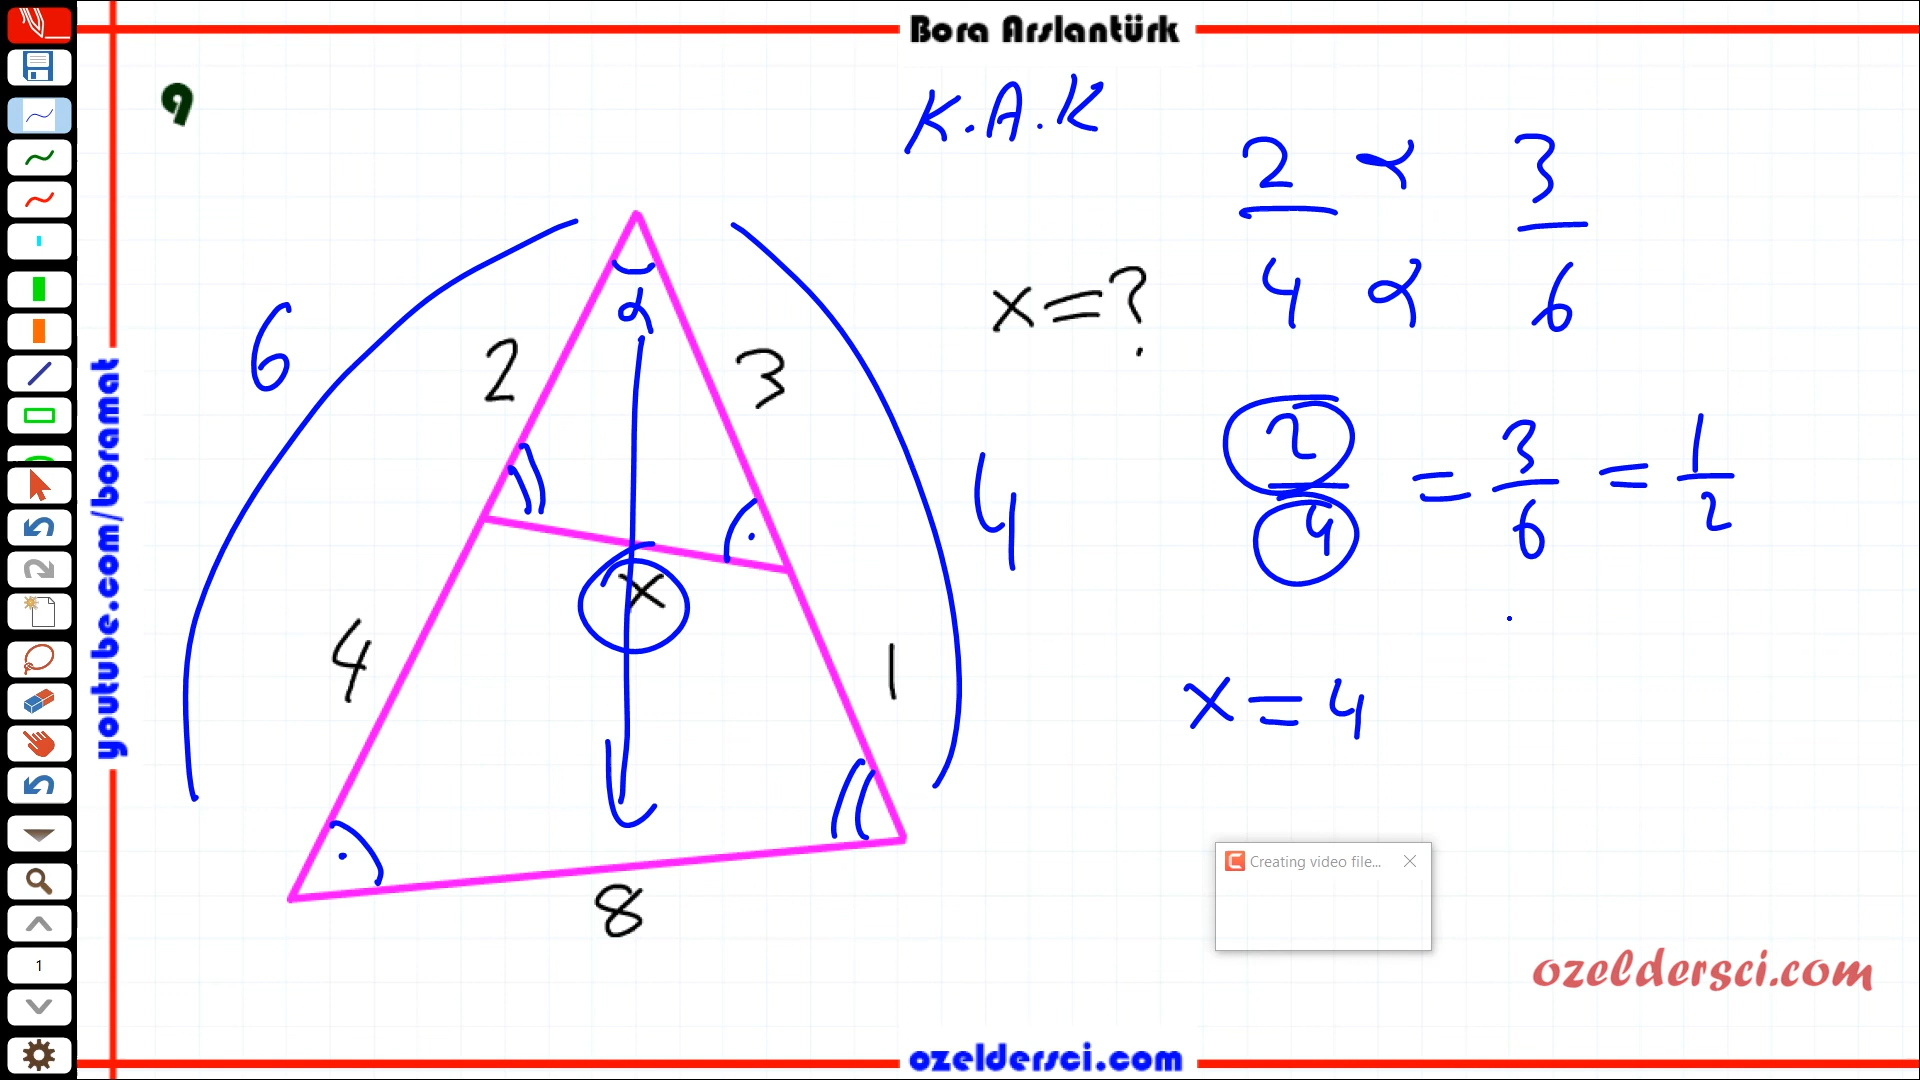 Bora Arslantürk
9
K.A.K
2 α 3
4 α 6
x=?
6
α
2
3
4
2/4 = 3/6 = 1/2
x
4
1
x=4
8
Creating video file...
1
youtube.com/boramat
ozeldersci.com
ozeldersci.com